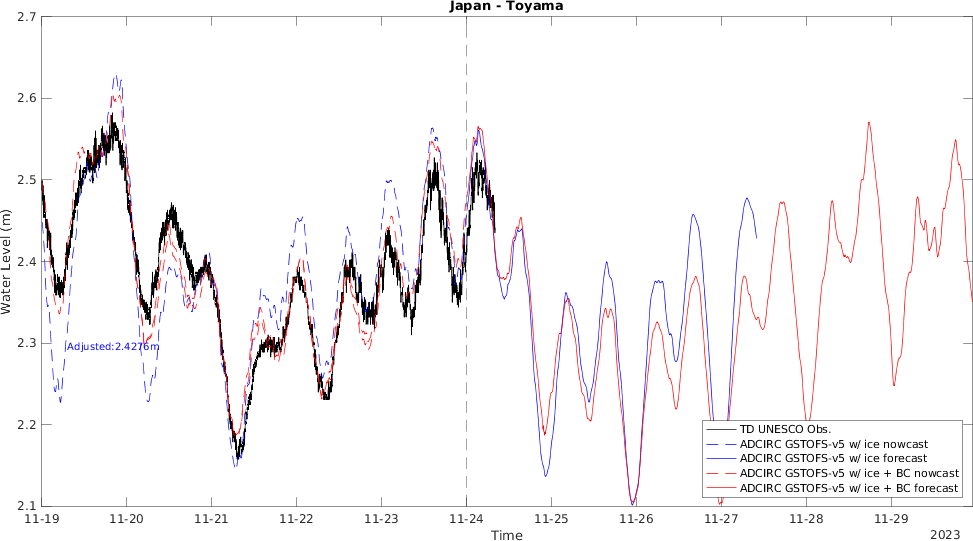 Japan - Toyama
2.7
2.6
2.5
2.4
2.3
2.2
2.1
Water Level (m)
Adjusted:2.4276m
TD UNESCO Obs.
ADCIRC GSTOFS-v5 w/ ice nowcast
ADCIRC GSTOFS-v5 w/ ice forecast
ADCIRC GSTOFS-v5 w/ ice + BC nowcast
ADCIRC GSTOFS-v5 w/ ice + BC forecast
11-19 11-20 11-21 11-22 11-23 11-24 11-25 11-26 11-27 11-28 11-29
Time
2023